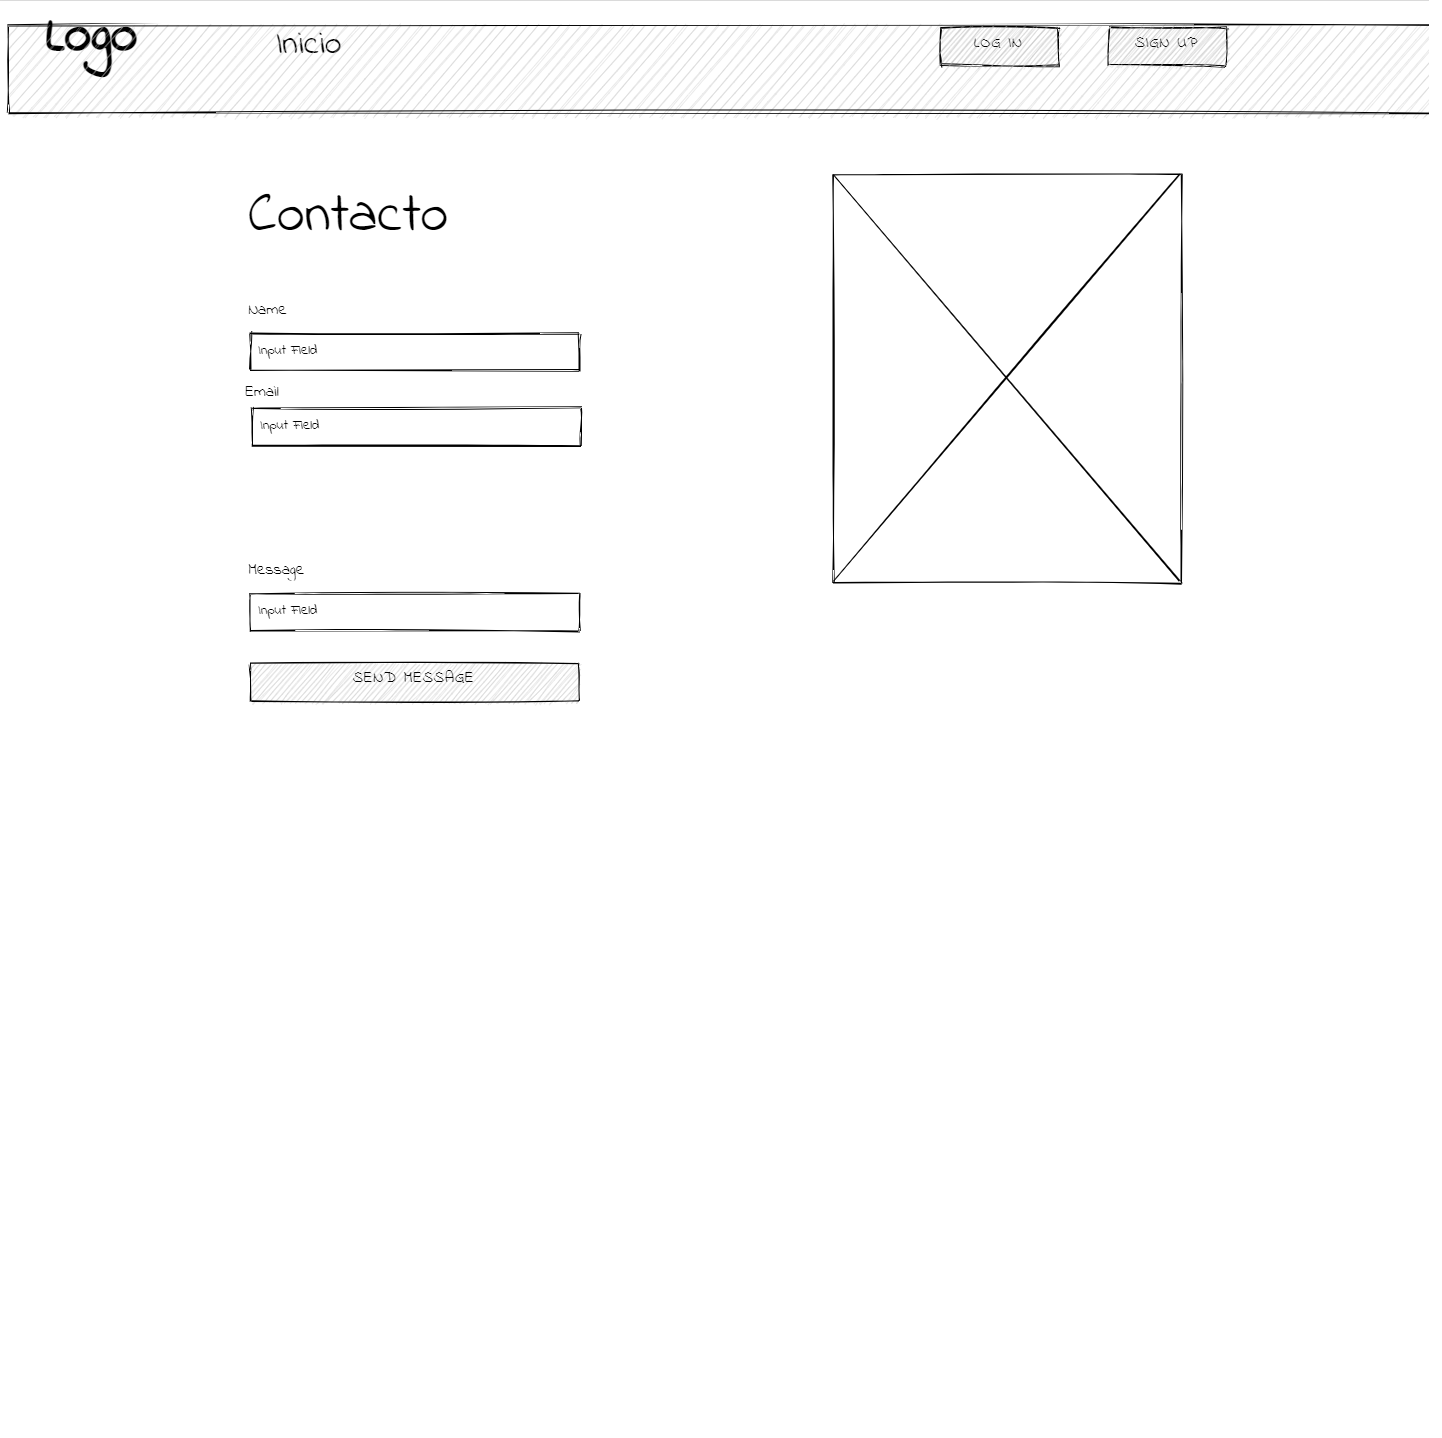 Logo
Inicio
LOG IN
SIGN UP
Contacto
Name
Input Field
Email
Input Field
Message
Input Field
SEND MESSAGE